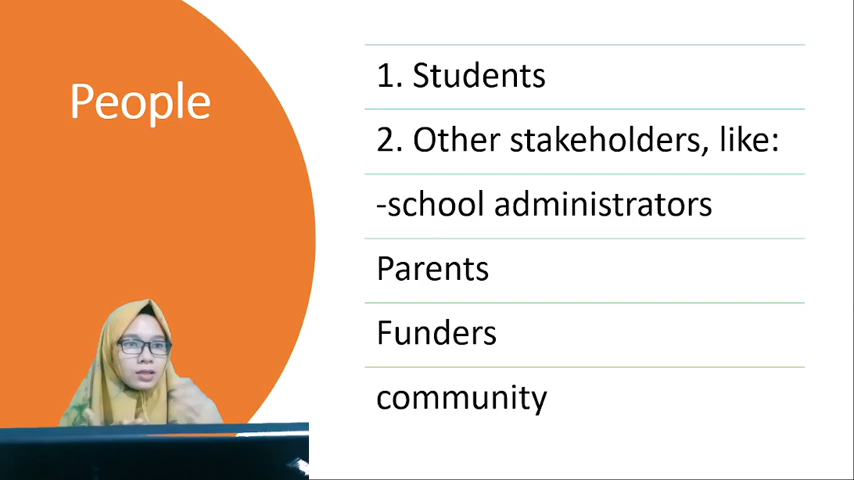 People
1. Students
2. Other stakeholders, like:
-school administrators
Parents
Funders
community